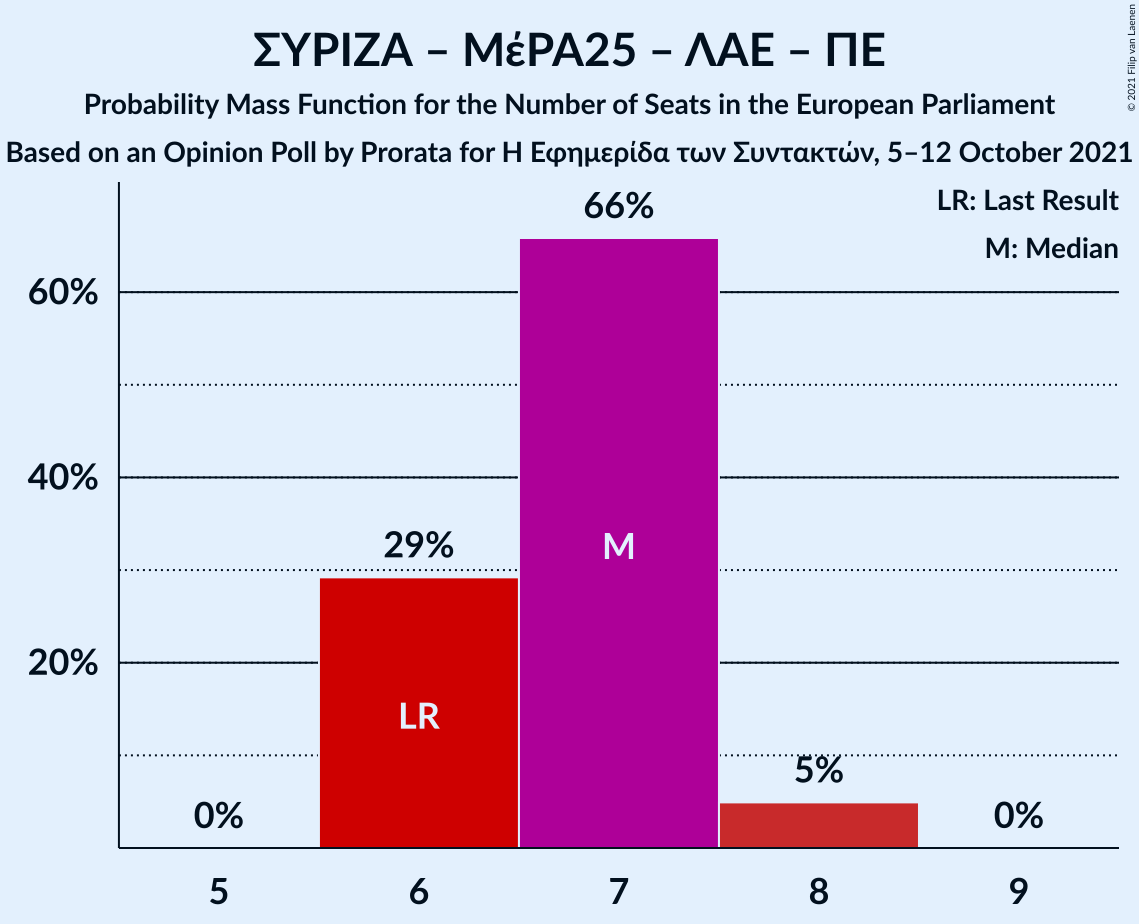 ΣΥΡΙΖΑ – ΜέΡΑ25 – ΛΑΕ – ΠΕ
Probability Mass Function for the Number of Seats in the European Parliament
Based on an Opinion Poll by Prorata for Η Εφημερίδα των Συντακτών, 5–12 October 2021
© 2021 Filip van Laenen
LR: Last Result
M: Median
66%
60%
40%
29%
M
20%
LR
5%
0%
0%
5
6
7
8
9